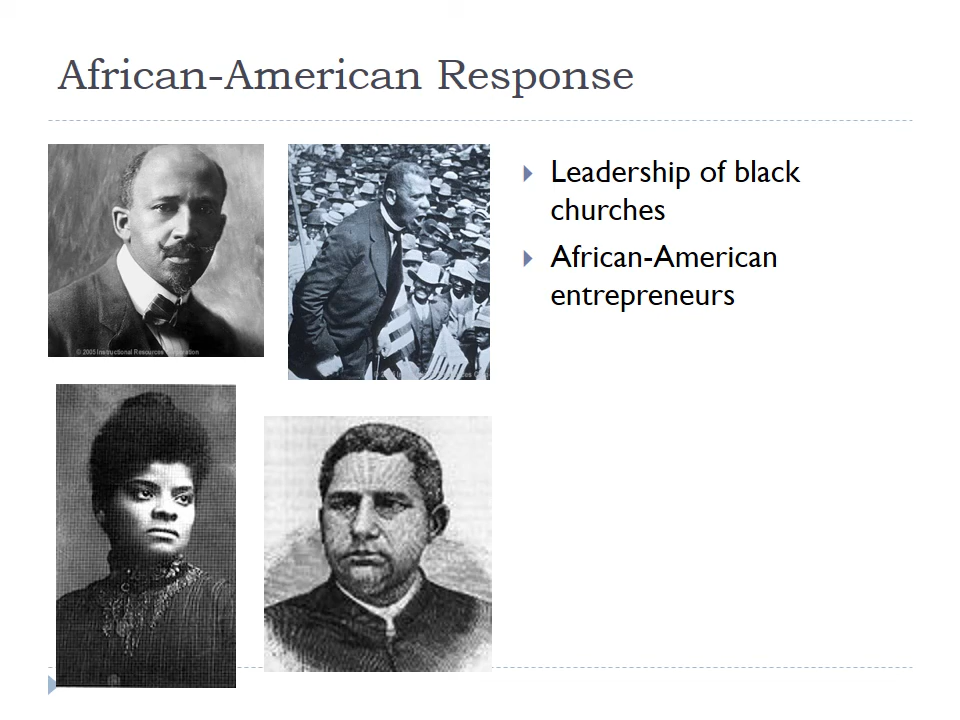 African-American Response
Leadership of black
churches
African-American
entrepreneurs
© 2005 Instructional Resources Corporation